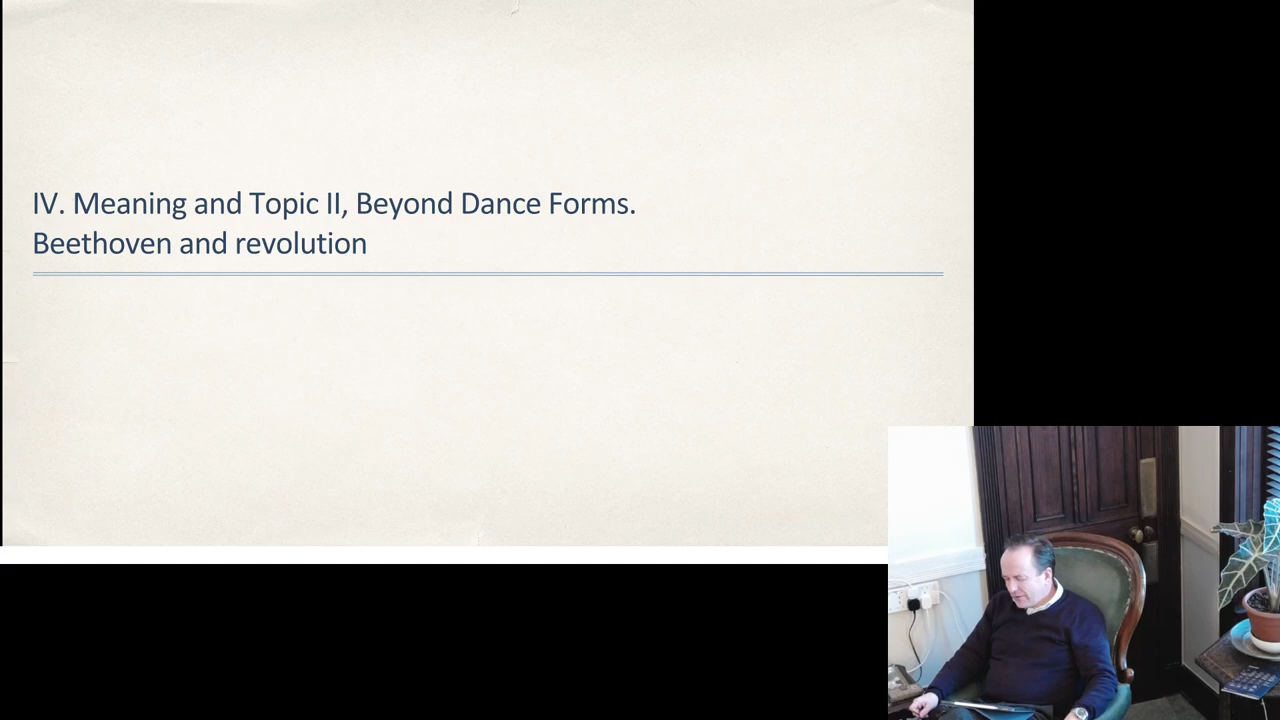 IV. Meaning and Topic II, Beyond Dance Forms.
Beethoven and revolution